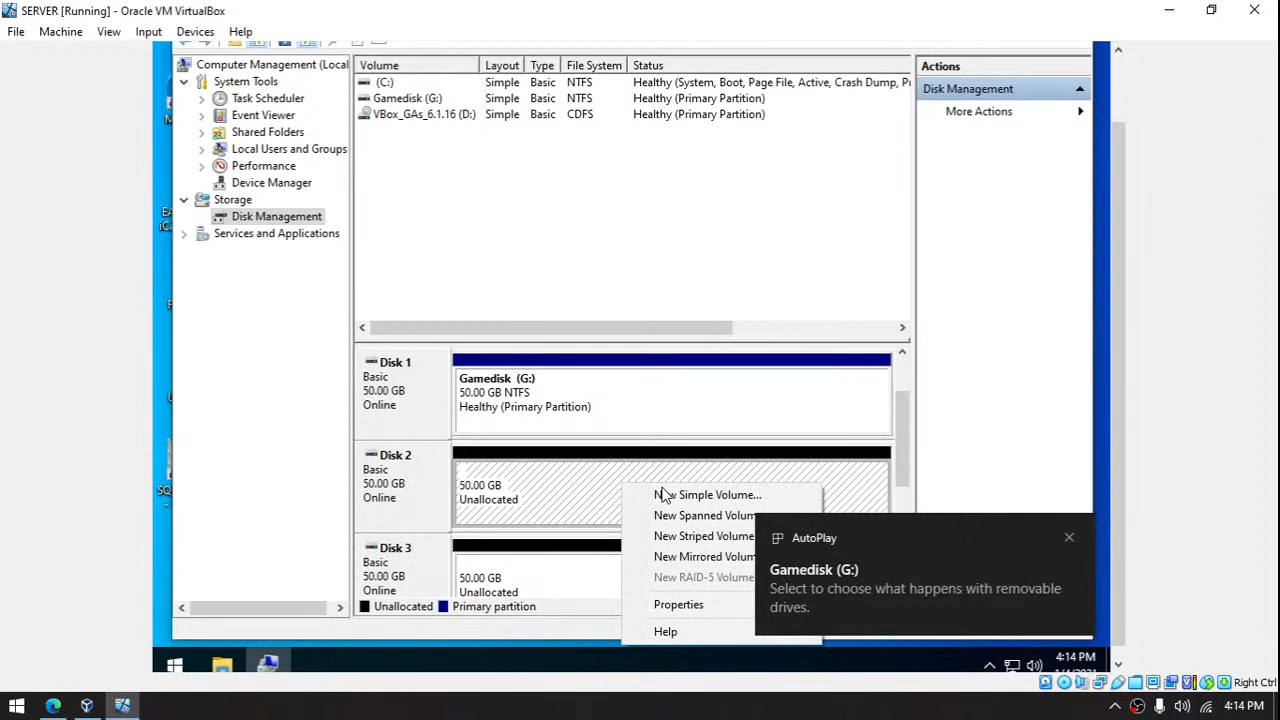 SERVER [Running] - Oracle VM VirtualBox
File Machine View Input Devices Help
Computer Management (Local
System Tools
Task Scheduler
Event Viewer
Shared Folders
Local Users and Groups
Performance
Device Manager
Storage
Disk Management
Services and Applications
Volume Layout Type File System Status
(C:) Simple Basic NTFS Healthy (System, Boot, Page File, Active, Crash Dump,
Gamedisk (G:) Simple Basic NTFS Healthy (Primary Partition)
VBox_GAs_6.1.16 (D:) Simple Basic CDFS Healthy (Primary Partition)
Actions
Disk Management
More Actions
Disk 1
Basic
50.00 GB
Online
Gamedisk (G:)
50.00 GB NTFS
Healthy (Primary Partition)
Disk 2
Basic
50.00 GB
Online
50.00 GB
Unallocated
Disk 3
Basic
50.00 GB
Online
50.00 GB
Unallocated
Unallocated Primary partition
New Simple Volume...
New Spanned Volum
New Striped Volume
New Mirrored Volum
New RAID-5 Volume
Properties
Help
AutoPlay
Gamedisk (G:)
Select to choose what happens with removable
drives.
4:14 PM
Right Ctrl
4:14 PM